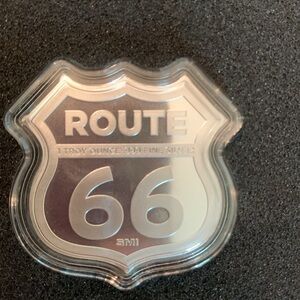 ROUTE
1 TROY OUNCE .999 FINE SILVER
66
SMI